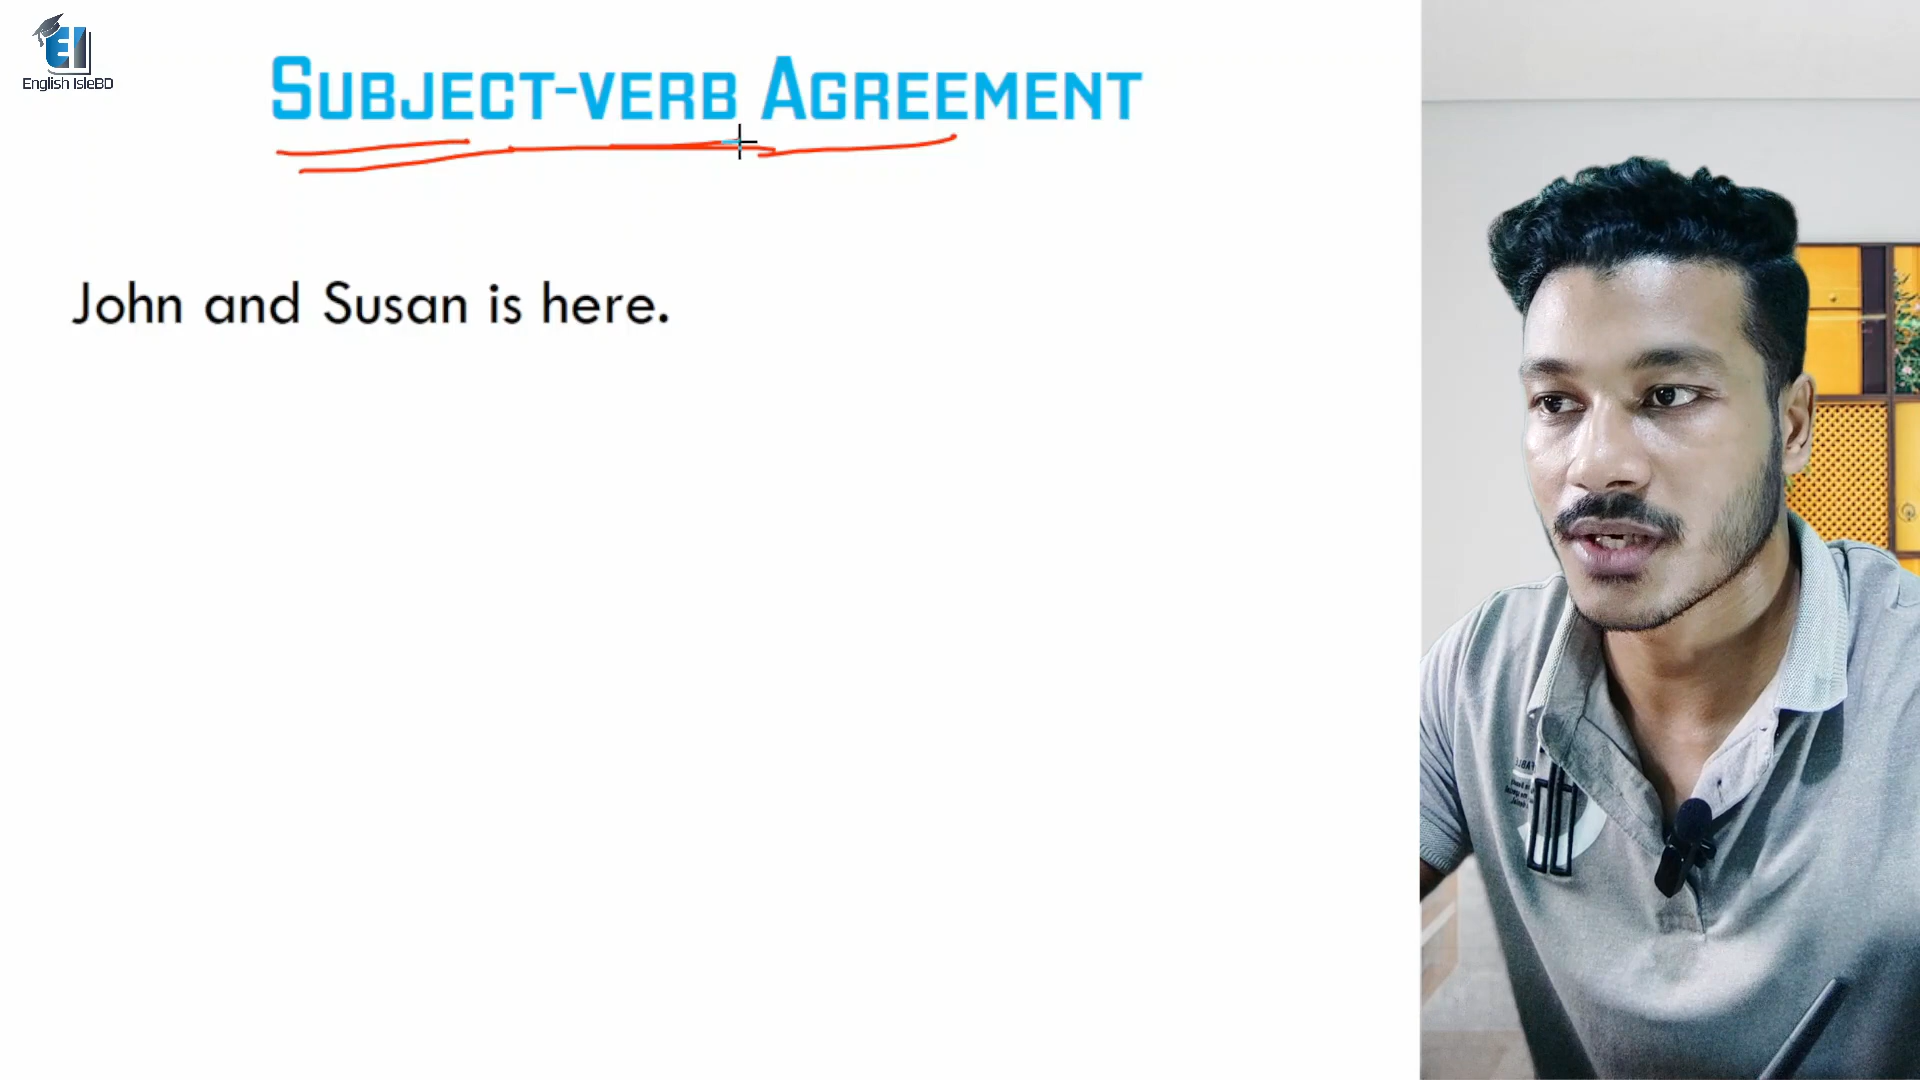 English IsleBD
SUBJECT-VERB AGREEMENT
John and Susan is here.